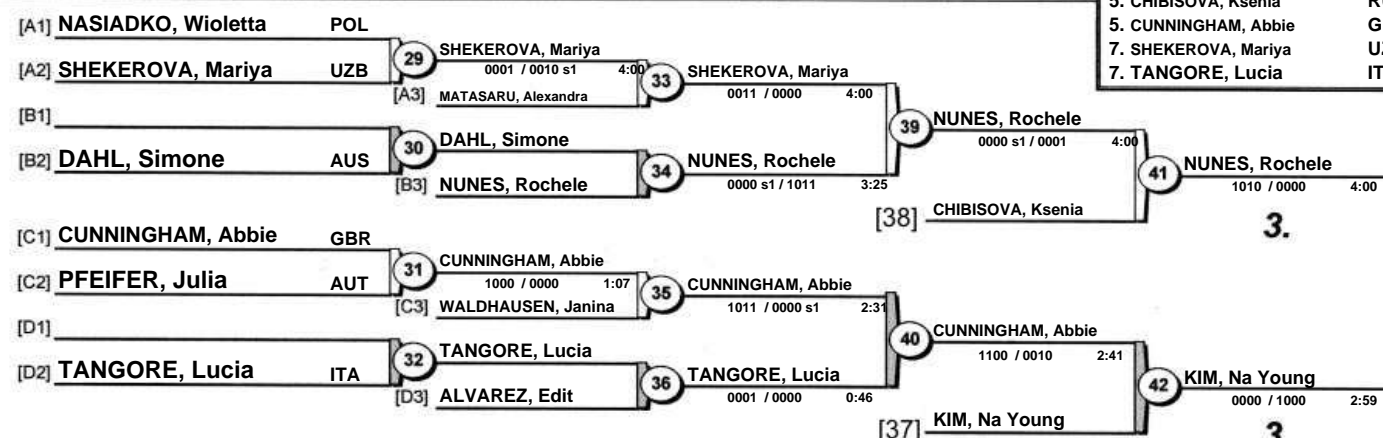 5. CHIBISOVA, Ksenia
5. CUNNINGHAM, Abbie G
7. SHEKEROVA, Mariya UZ
7. TANGORE, Lucia IT
[A1] NASIADKO, Wioletta POL
29 SHEKEROVA, Mariya
0001 / 0010 s1 4:00
[A2] SHEKEROVA, Mariya UZB
[A3] MATASARU, Alexandra
33 SHEKEROVA, Mariya
0011 / 0000 4:00
[B1]
30 DAHL, Simone
[B2] DAHL, Simone AUS
[B3] NUNES, Rochele
34 NUNES, Rochele
0000 s1 / 1011 3:25
39 NUNES, Rochele
0000 s1 / 0001 4:00
[38] CHIBISOVA, Ksenia
41 NUNES, Rochele
1010 / 0000 4:00
3.
[C1] CUNNINGHAM, Abbie GBR
31 CUNNINGHAM, Abbie
1000 / 0000 1:07
[C2] PFEIFER, Julia AUT
[C3] WALDHAUSEN, Janina
35 CUNNINGHAM, Abbie
1011 / 0000 s1 2:31
[D1]
32 TANGORE, Lucia
[D2] TANGORE, Lucia ITA
[D3] ALVAREZ, Edit
36 TANGORE, Lucia
0001 / 0000 0:46
40 CUNNINGHAM, Abbie
1100 / 0010 2:41
[37] KIM, Na Young
42 KIM, Na Young
0000 / 1000 2:59
3.